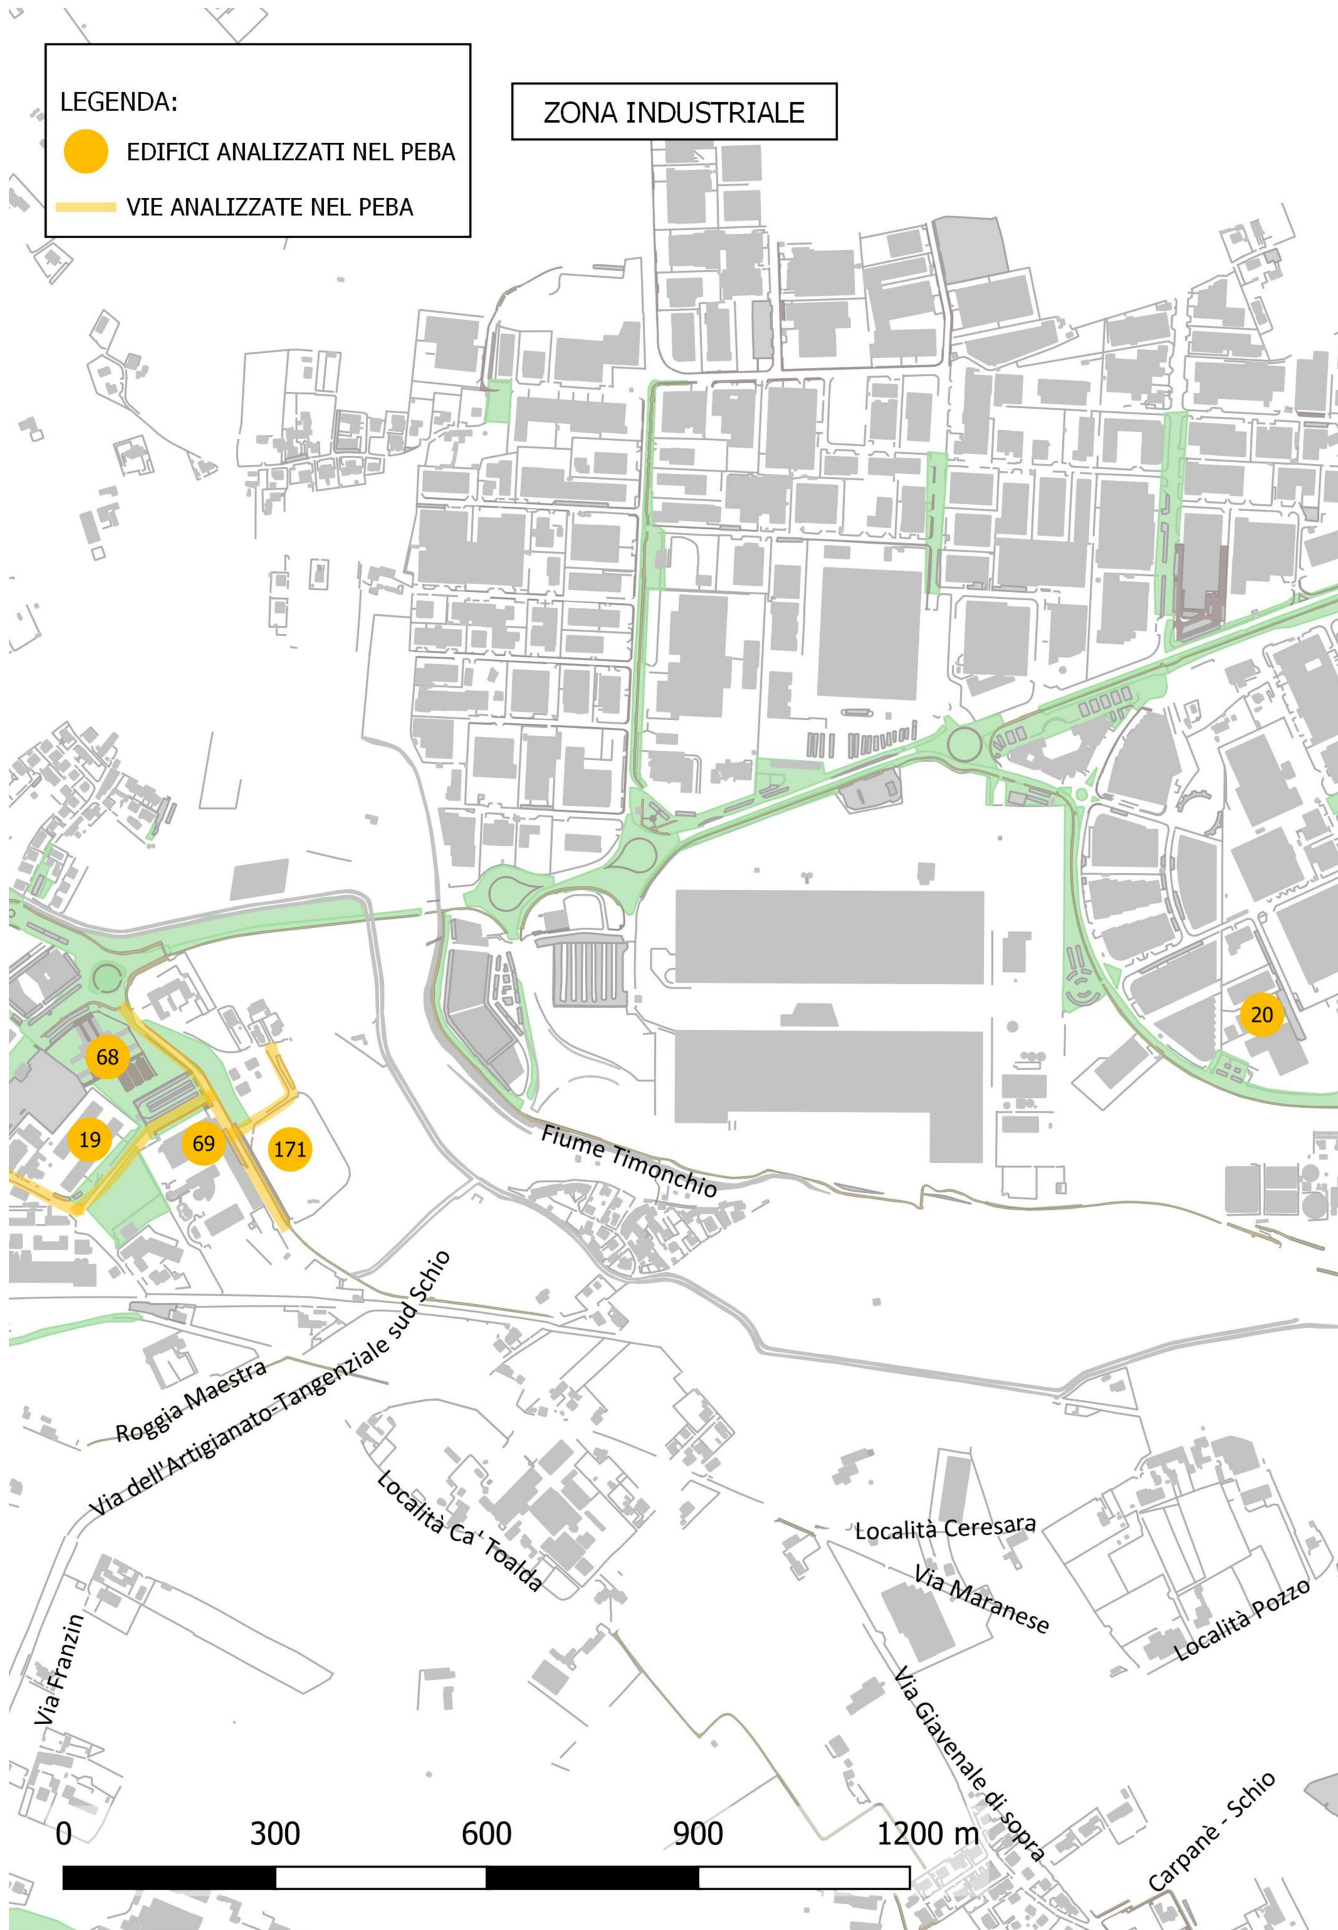 LEGENDA:
EDIFICI ANALIZZATI NEL PEBA
VIE ANALIZZATE NEL PEBA
ZONA INDUSTRIALE
20
68
19
69
171
Fiume Timonchio
Roggia Maestra
Via dell'Artigianato-Tangenziale sud Schio
Località Ca' Toalda
Località Ceresara
Via Maranese
Località Pozzo
Via Franzin
Via Giavenale di sopra
Carpanè - Schio
0 300 600 900 1200 m